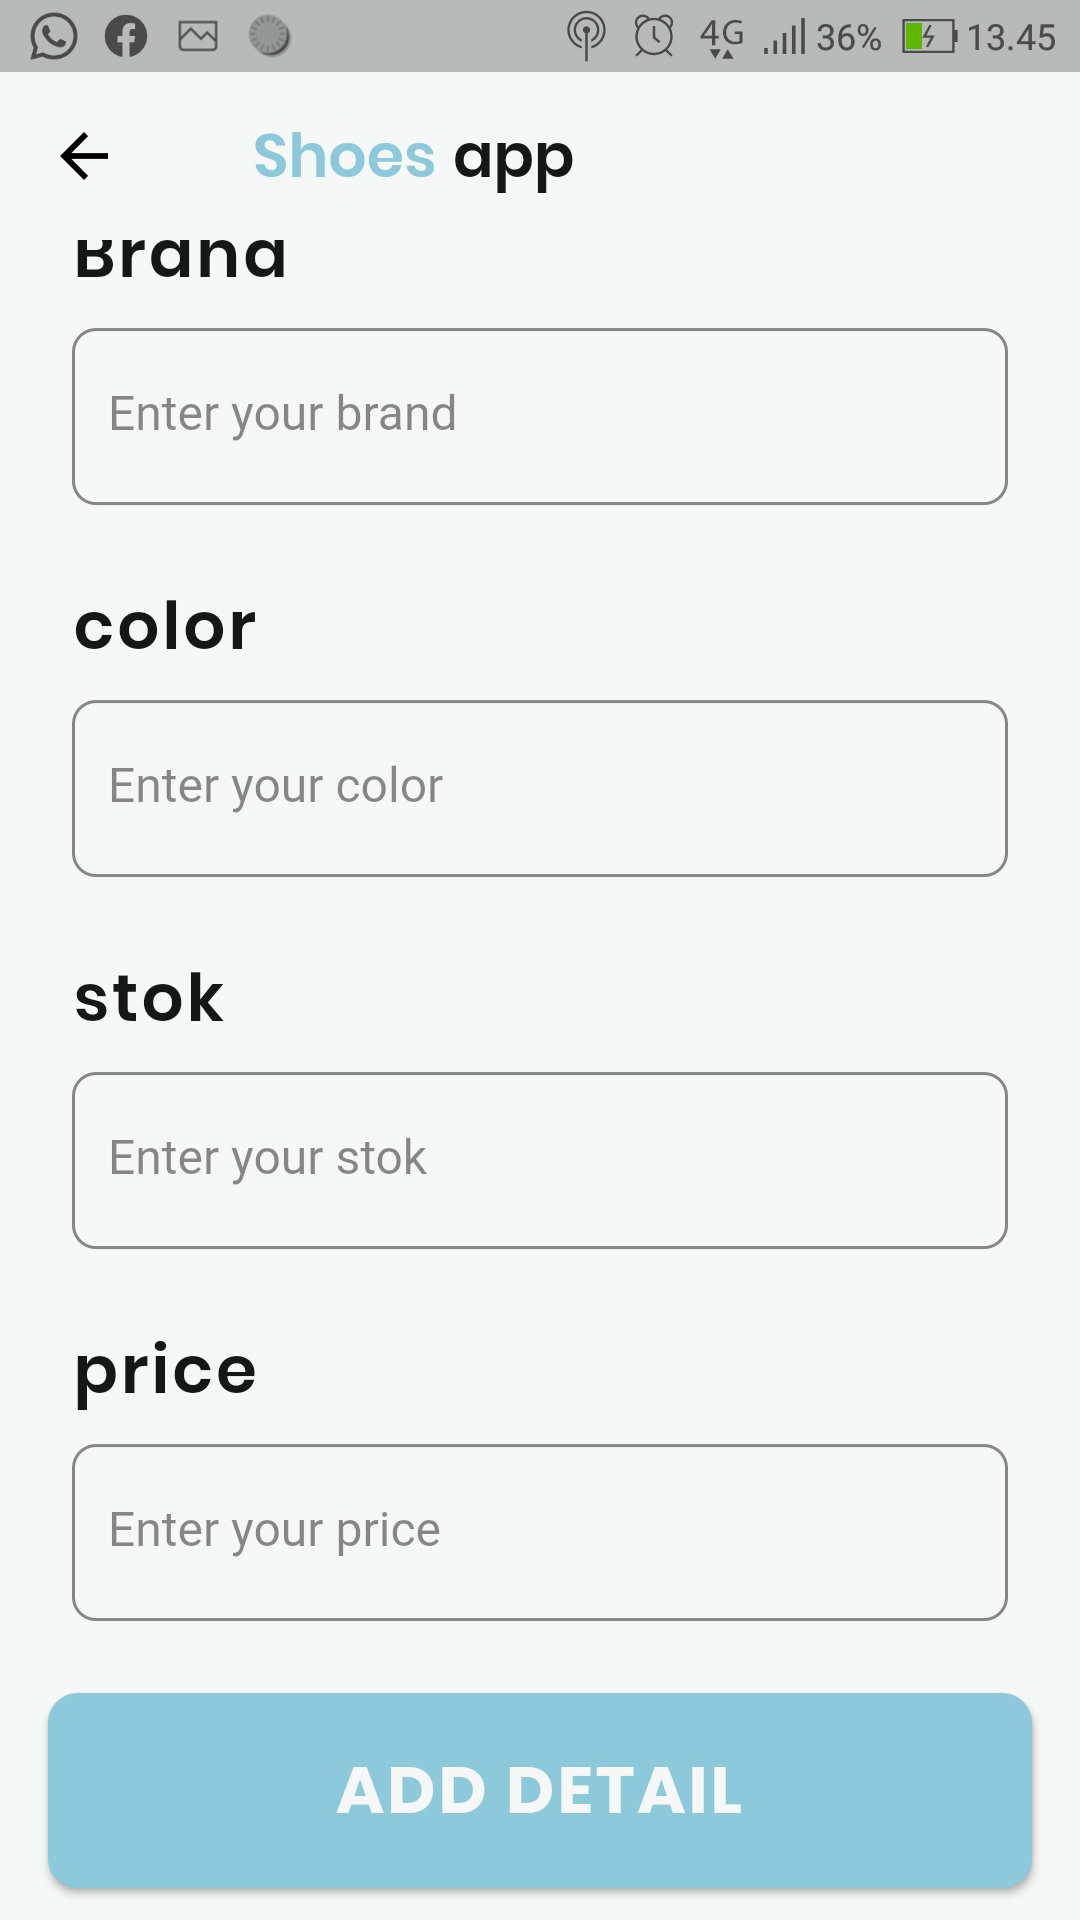 4G 36% 13.45
Shoes app
Brand
Enter your brand
color
Enter your color
stok
Enter your stok
price
Enter your price
ADD DETAIL